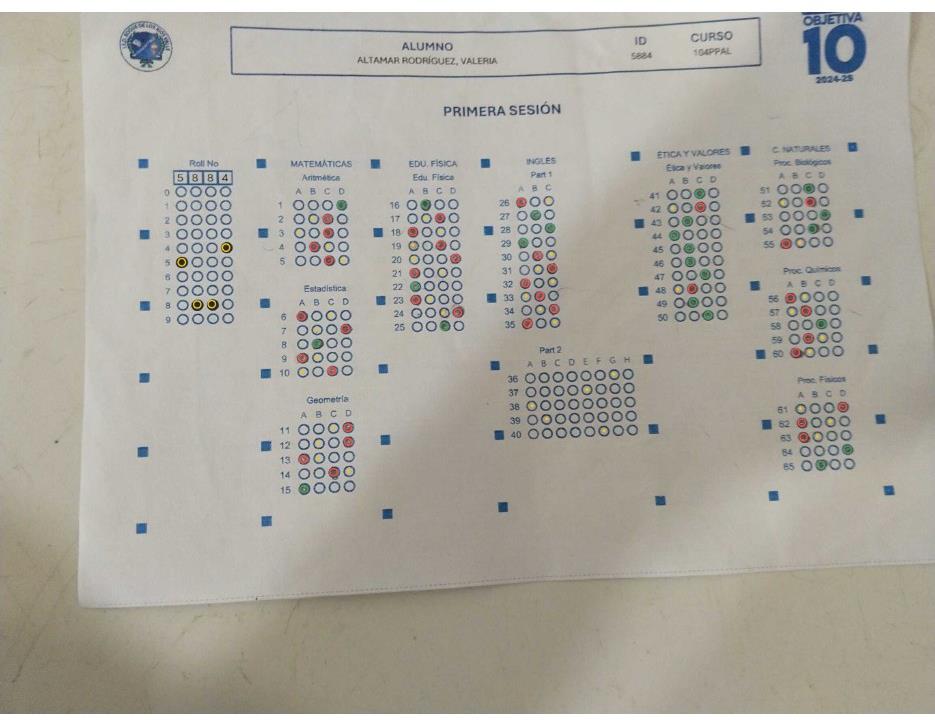 OBJETIVA
10
2024-25
ALUMNO
ALTAMAR RODRÍGUEZ, VALERIA
ID
5884
CURSO
104PPAL
PRIMERA SESIÓN
Roll No
5 8 8 4
0
1
2
3
4
5
6
7
8
9
MATEMÁTICAS
Aritmética
A B C D
1
2
3
4
5
Estadística
A B C D
6
7
8
9
10
Geometría
A B C D
11
12
13
14
15
EDU. FÍSICA
Edu. Física
A B C D
16
17
18
19
20
21
22
23
24
25
INGLÉS
Part 1
A B C
26
27
28
29
30
31
32
33
34
35
Part 2
A B C D E F G H
36
37
38
39
40
ÉTICA Y VALORES
Ética y Valores
A B C D
41
42
43
44
45
46
47
48
49
50
C. NATURALES
Proc. Biológicos
A B C D
51
52
53
54
55
Proc. Químicos
A B C D
56
57
58
59
60
Proc. Físicos
A B C D
61
62
63
64
65